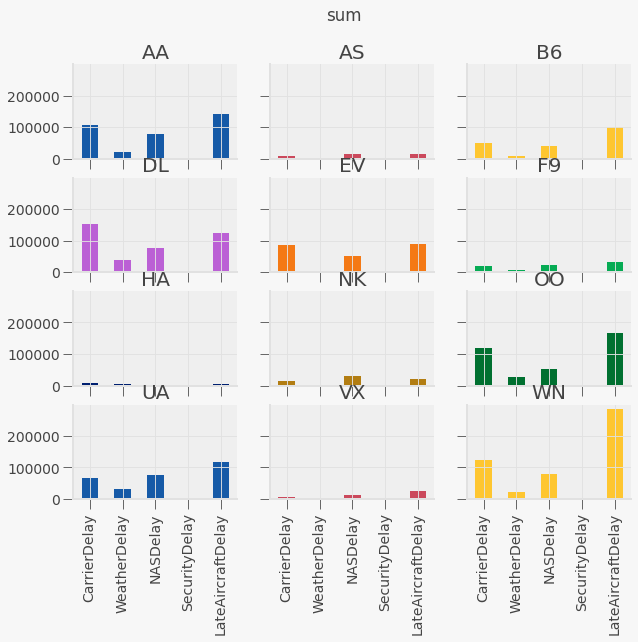 sum
AA AS B6
200000
100000
0
DL EV F9
200000
100000
0
HA NK OO
200000
100000
0
UA VX WN
200000
100000
0
CarrierDelay WeatherDelay NASDelay SecurityDelay LateAircraftDelay CarrierDelay WeatherDelay NASDelay SecurityDelay LateAircraftDelay CarrierDelay WeatherDelay NASDelay SecurityDelay LateAircraftDelay